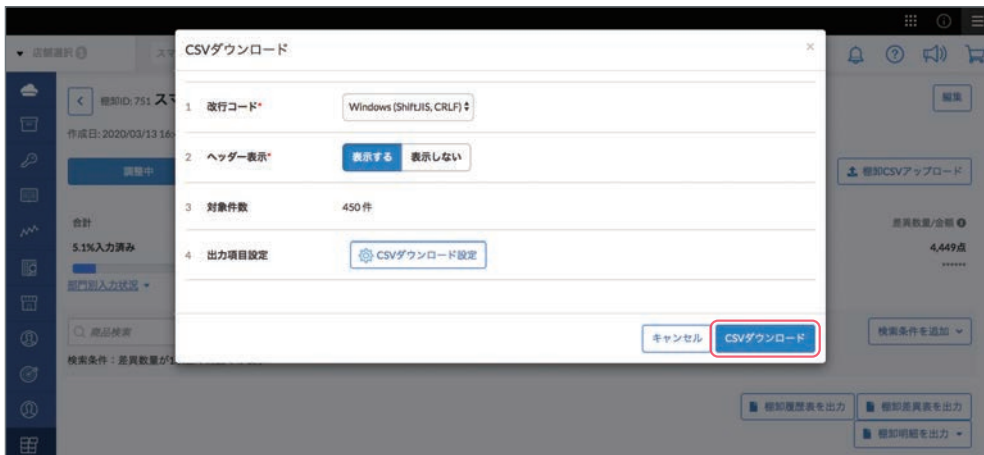 店舗選択
スマ
CSVダウンロード
×
棚卸ID: 751 スマ
編集
作成日: 2020/03/13 16:
1 改行コード*
Windows (ShiftJIS, CRLF)
2 ヘッダー表示*
表示する 表示しない
調整中
棚卸CSVアップロード
3 対象件数
450 件
合計
差異数量/金額
5.1%入力済み
4,449点
******
4 出力項目設定
CSVダウンロード設定
部門別入力状況
商品検索
キャンセル
CSVダウンロード
検索条件を追加
検索条件：差異数量が1
棚卸履歴表を出力
棚卸差異表を出力
棚卸明細を出力